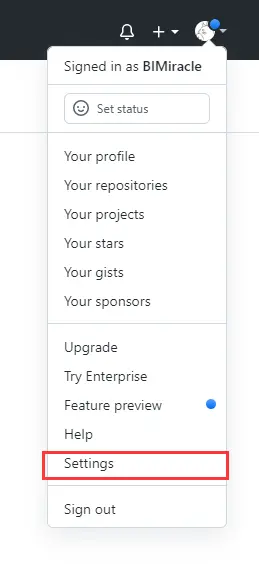 Signed in as BIMiracle
Set status
Your profile
Your repositories
Your projects
Your stars
Your gists
Your sponsors
Upgrade
Try Enterprise
Feature preview
Help
Settings
Sign out